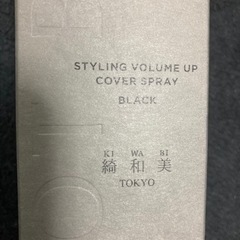 STYLING VOLUME UP
COVER SPRAY
BLACK
KI WA BI
綺和美
TOKYO